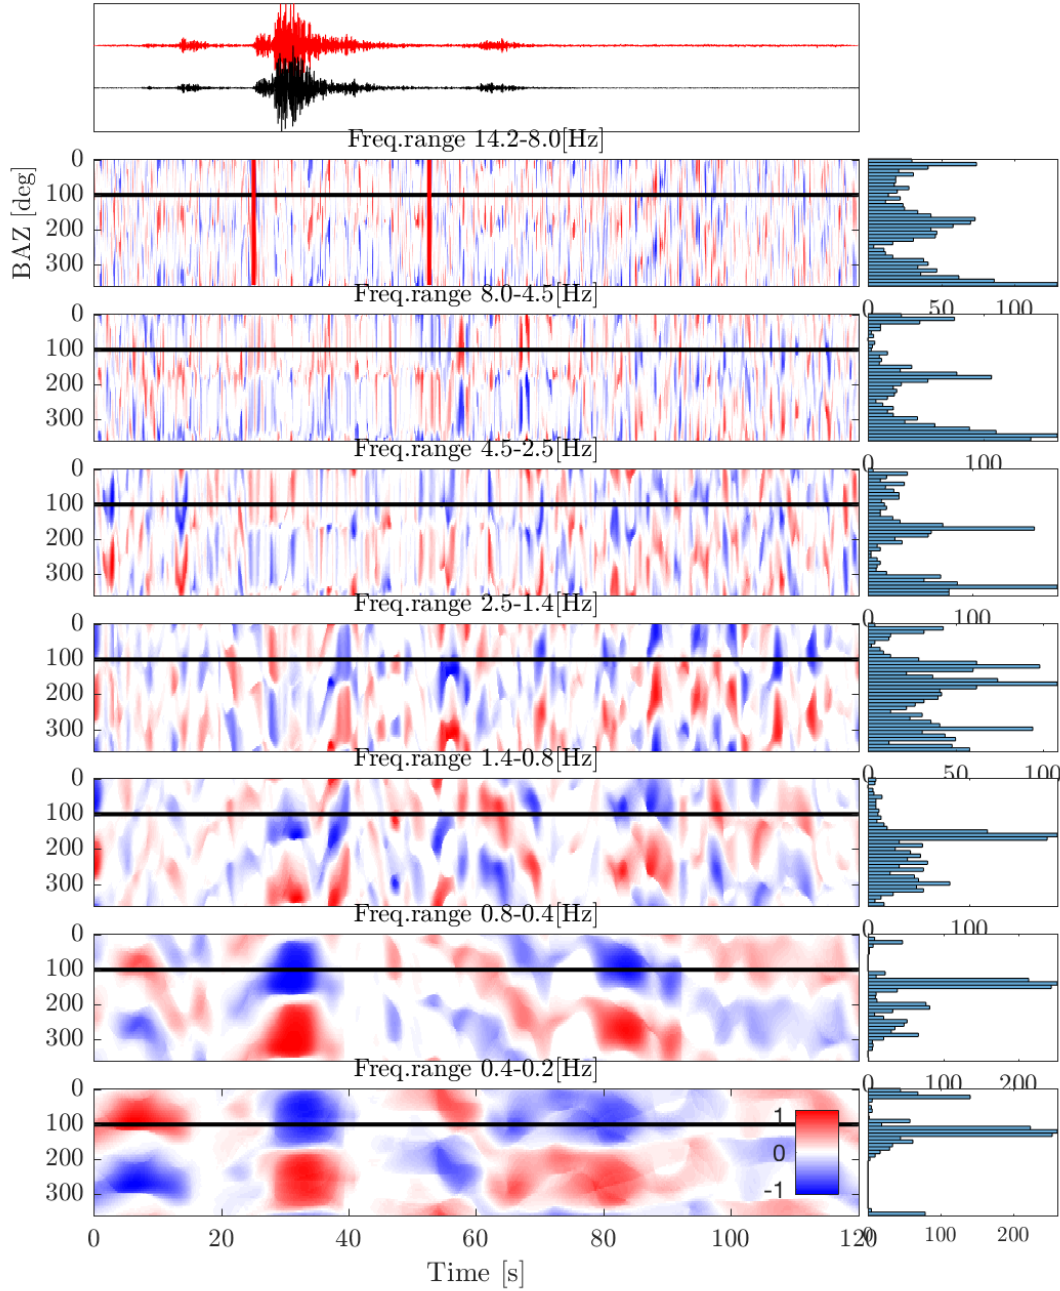 Freq.range 14.2-8.0[Hz]
BAZ [deg]
0
100
200
300
0 50 100
Freq.range 8.0-4.5[Hz]
0
100
200
300
0 100
Freq.range 4.5-2.5[Hz]
0
100
200
300
0 100
Freq.range 2.5-1.4[Hz]
0
100
200
300
0 50 100
Freq.range 1.4-0.8[Hz]
0
100
200
300
0 100
Freq.range 0.8-0.4[Hz]
0
100
200
300
0 100 200
Freq.range 0.4-0.2[Hz]
0
100
200
300
1
0
-1
0 20 40 60 80 100 120
0 100 200
Time [s]